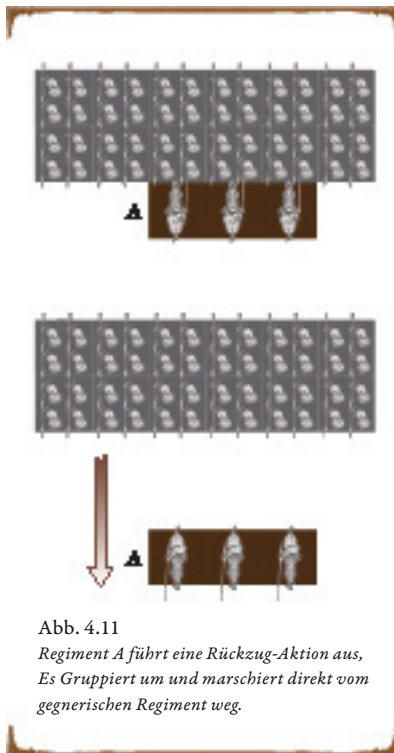 A
A
Abb. 4.11
Regiment A führt eine Rückzug-Aktion aus,
Es Gruppiert um und marschiert direkt vom
gegnerischen Regiment weg.